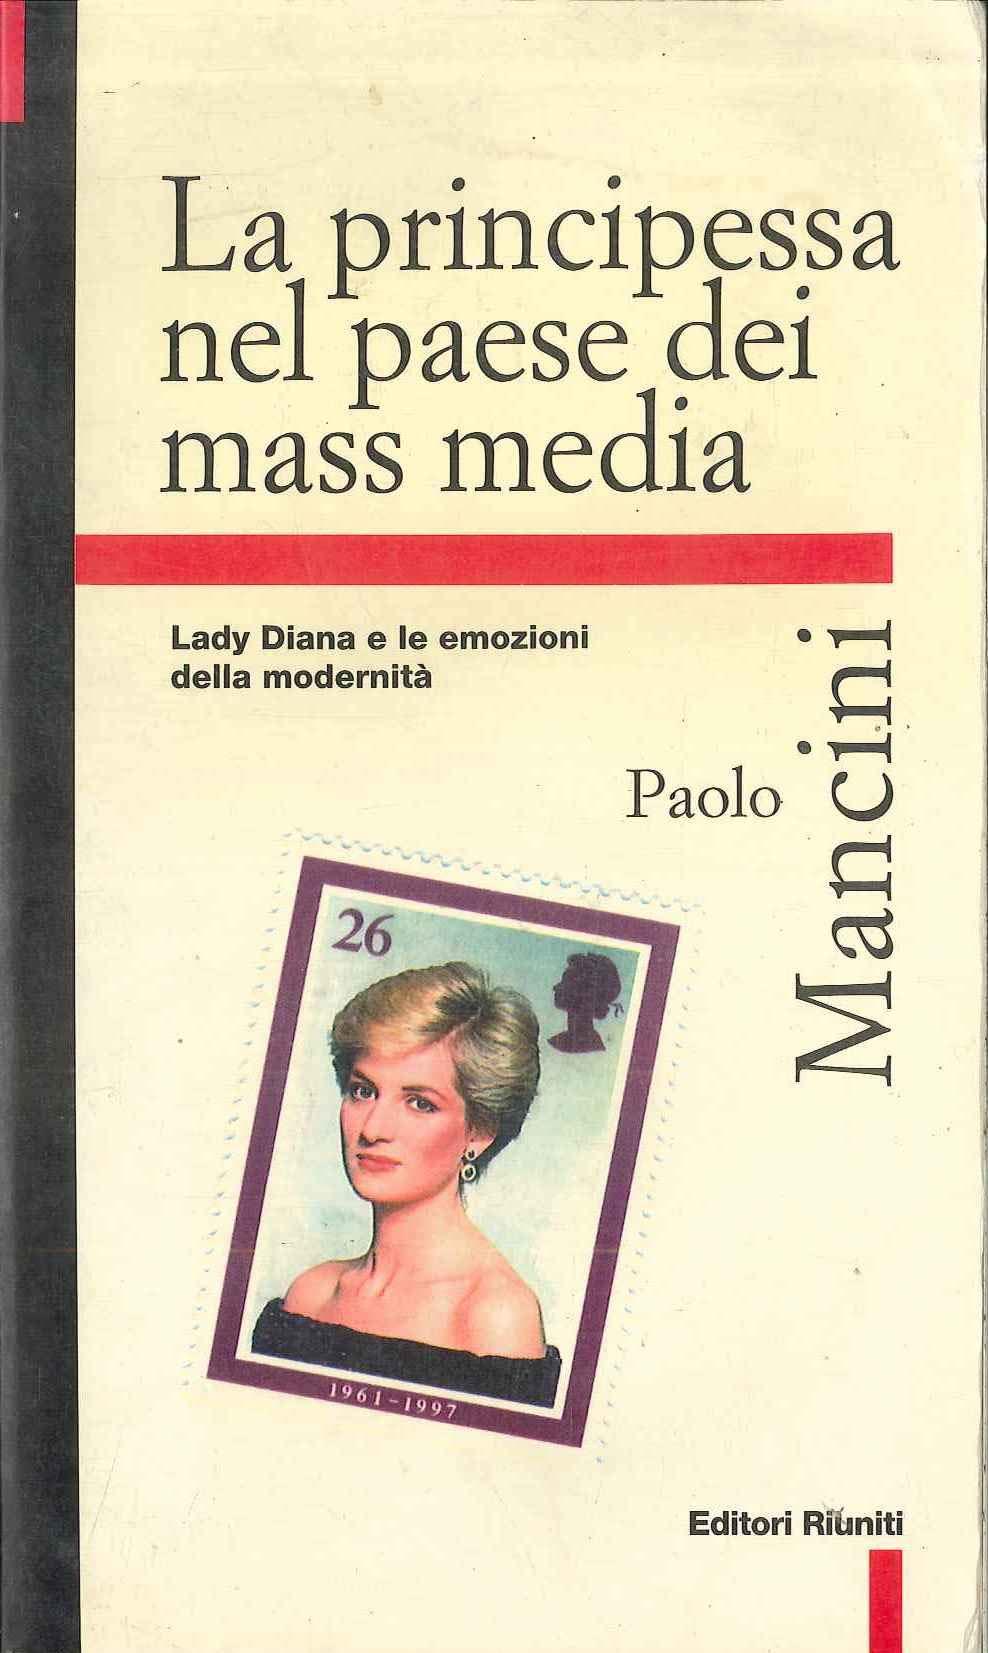 La principessa
nel paese dei
mass media
Lady Diana e le emozioni
della modernità
Paolo
Mancini
26
1961-1997
Editori Riuniti